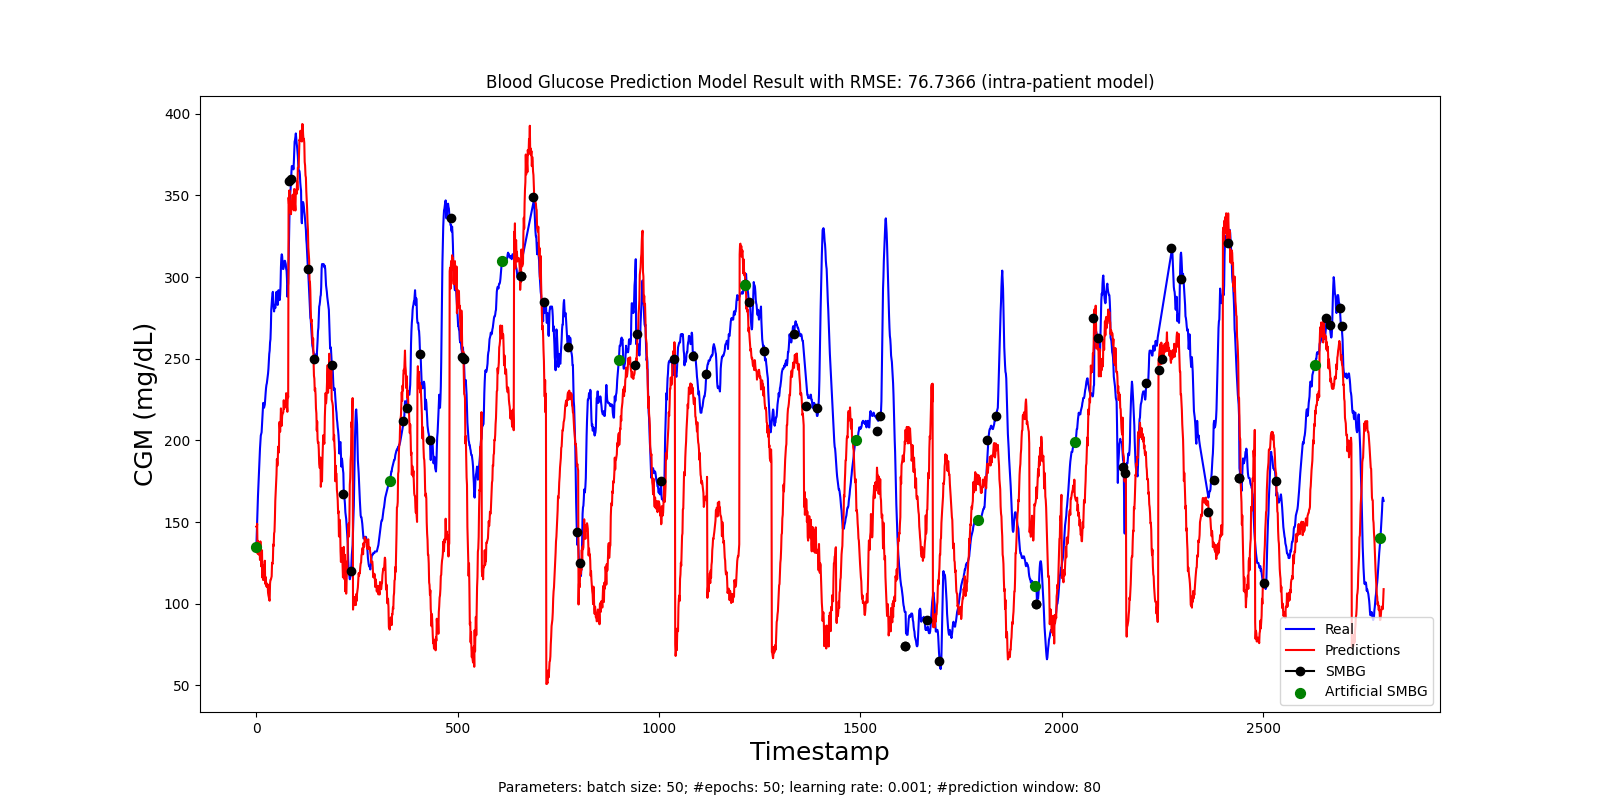 Blood Glucose Prediction Model Result with RMSE: 76.7366 (intra-patient model)
CGM (mg/dL)
400
350
300
250
200
150
100
50
0
500
1000
1500
2000
2500
Real
Predictions
SMBG
Artificial SMBG
Timestamp
Parameters: batch size: 50; #epochs: 50; learning rate: 0.001; #prediction window: 80